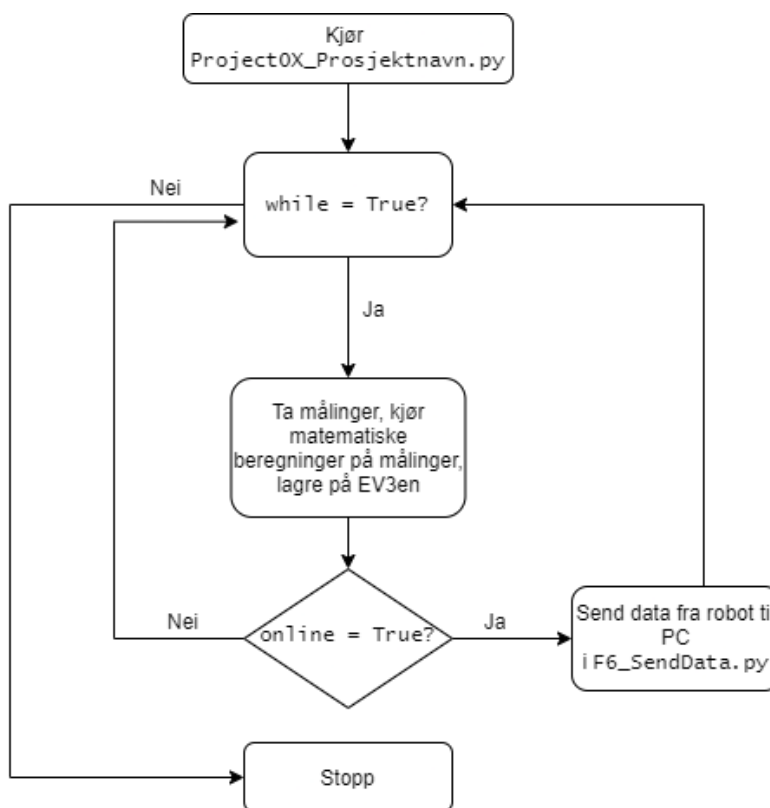 Kjør
ProjectOX_Prosjektnavn.py
Nei
while = True?
Ja
Ta målinger, kjør
matematiske
beregninger på målinger,
lagre på EV3en
Nei
online = True?
Ja
Send data fra robot ti
PC
i F6_SendData.py
Stopp